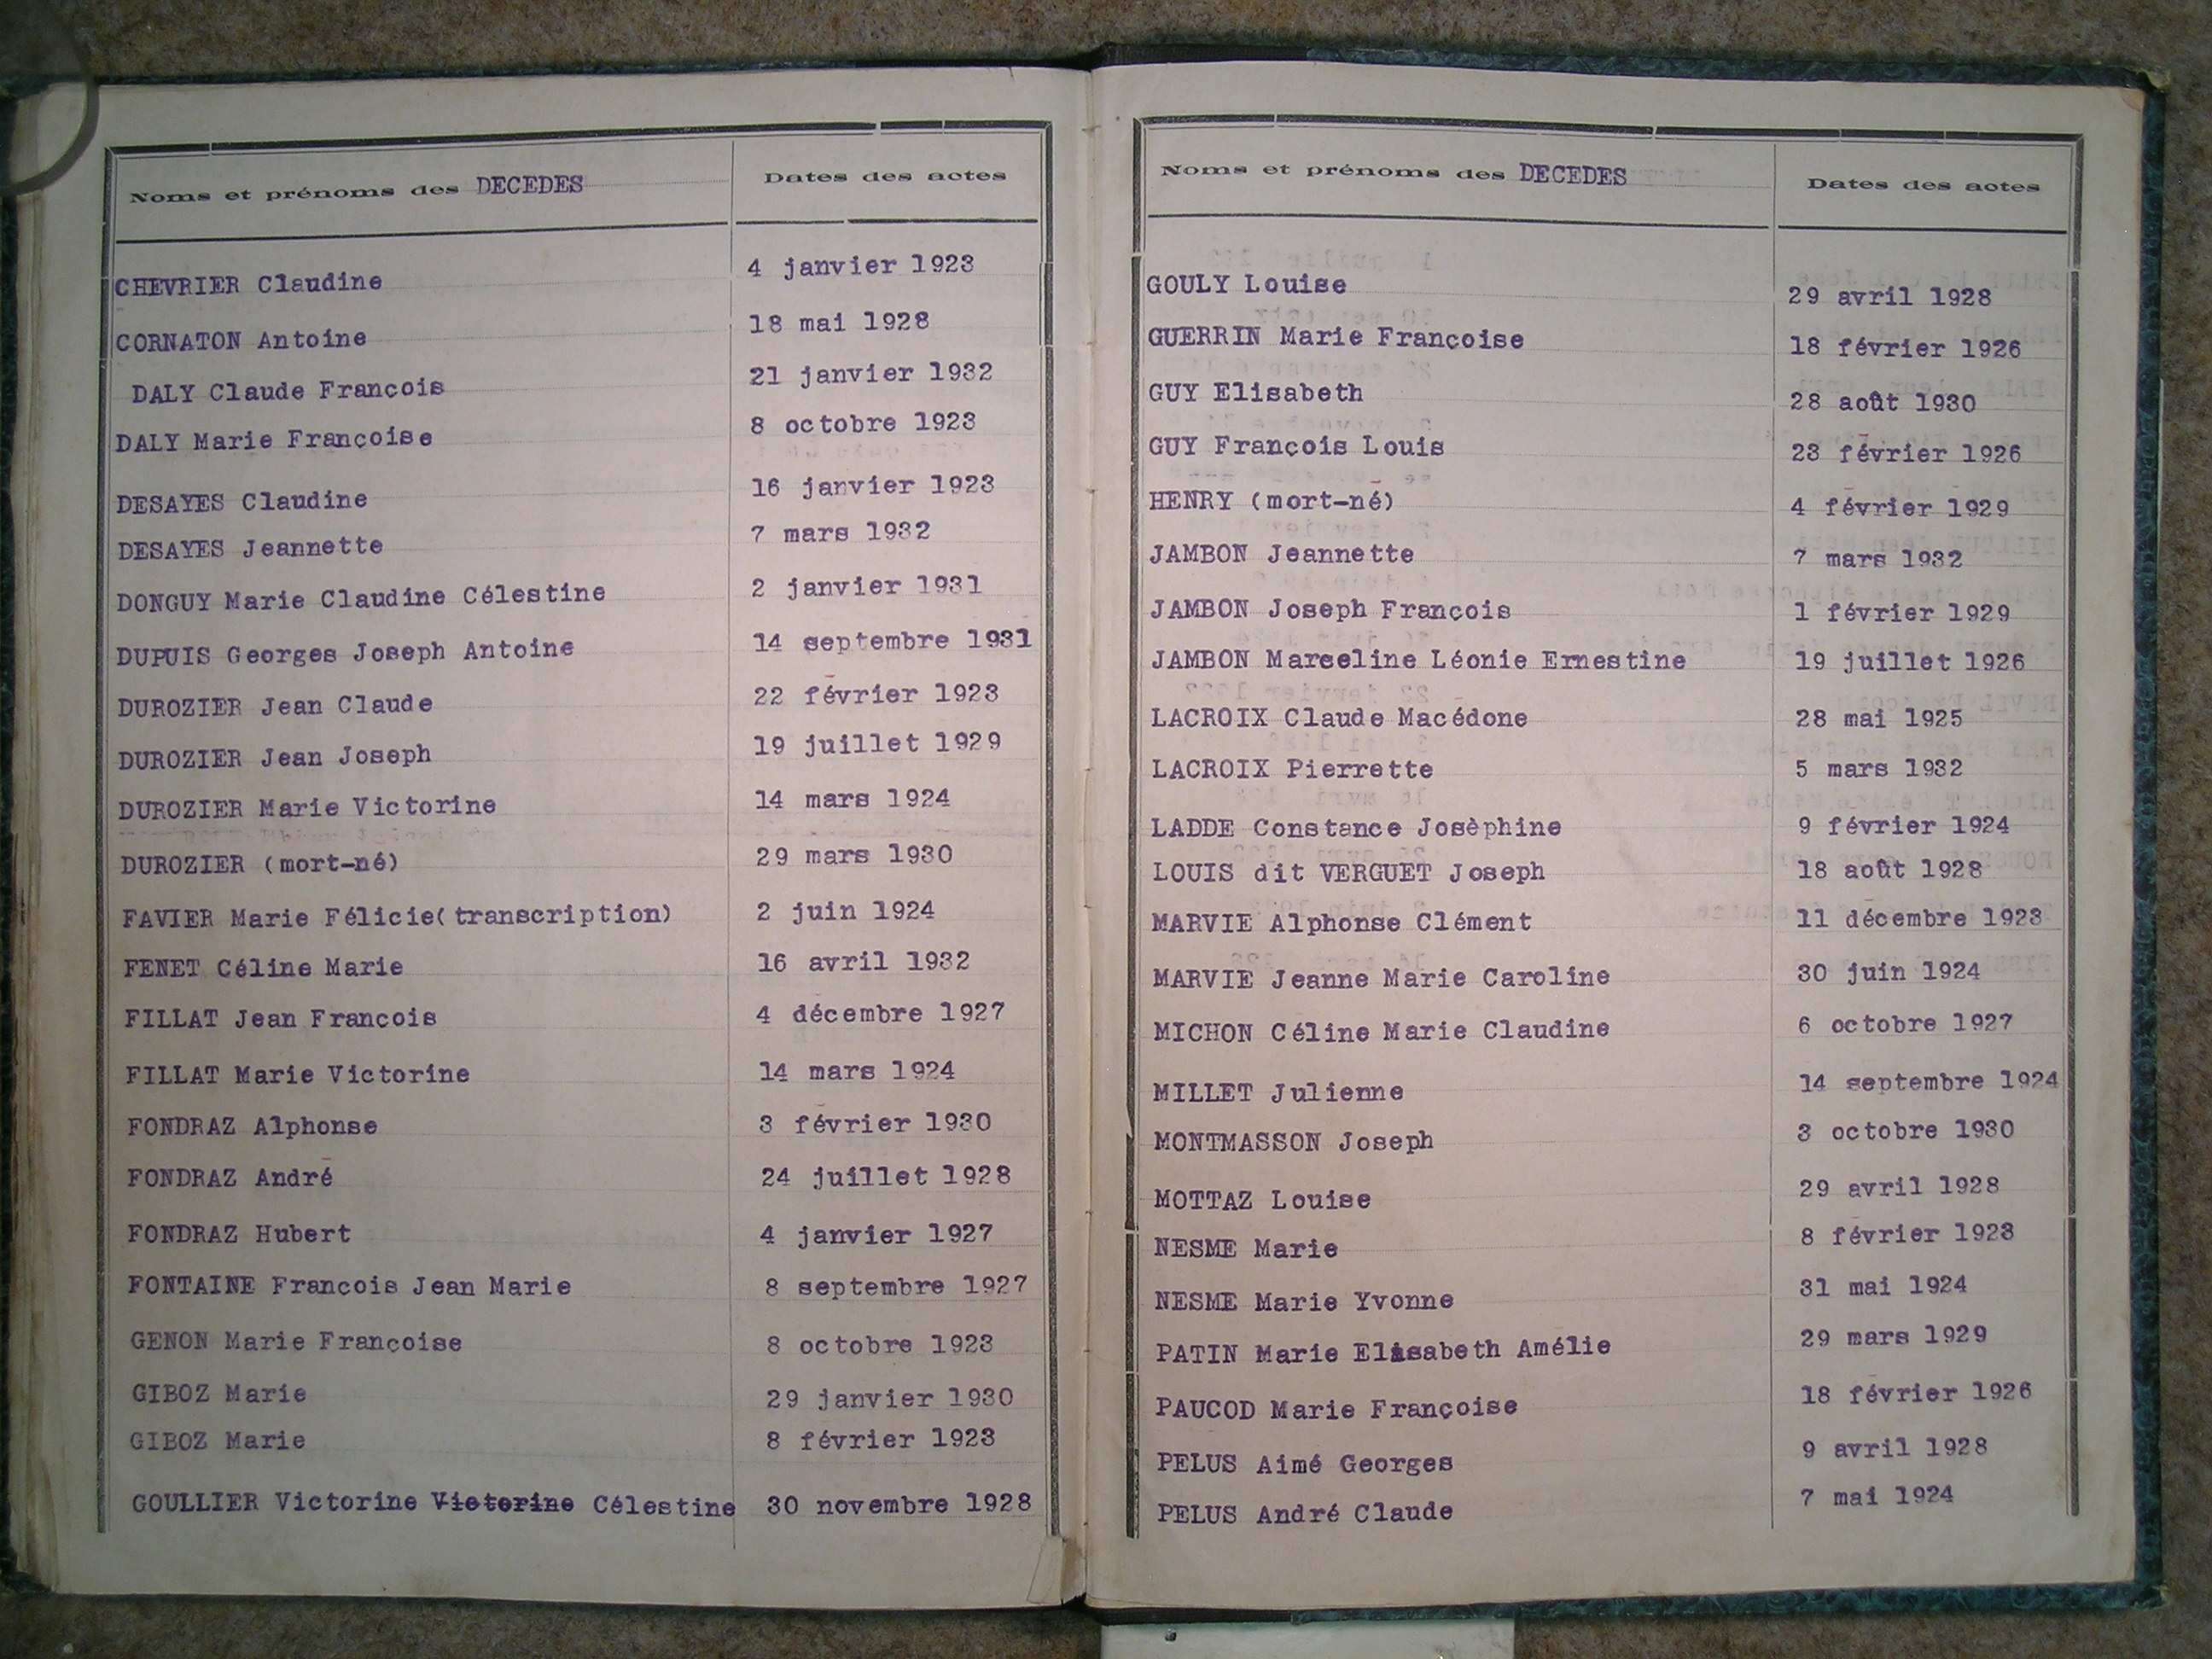 Noms et prénoms des DECEDES Dates des actes
CHEVRIER Claudine 4 janvier 1923
CORNATON Antoine 18 mai 1928
DALY Claude François 21 janvier 1932
DALY Marie Françoise 8 octobre 1923
DESAYES Claudine 16 janvier 1923
DESAYES Jeannette 7 mars 1932
DONGUY Marie Claudine Célestine 2 janvier 1931
DUPUIS Georges Joseph Antoine 14 septembre 1931
DUROZIER Jean Claude 22 février 1923
DUROZIER Jean Joseph 19 juillet 1929
DUROZIER Marie Victorine 14 mars 1924
DUROZIER (mort-né) 29 mars 1930
FAVIER Marie Félicie(transcription) 2 juin 1924
FENET Céline Marie 16 avril 1932
FILLAT Jean François 4 décembre 1927
FILLAT Marie Victorine 14 mars 1924
FONDRAZ Alphonse 3 février 1930
FONDRAZ André 24 juillet 1928
FONDRAZ Hubert 4 janvier 1927
FONTAINE François Jean Marie 8 septembre 1927
GENON Marie Françoise 8 octobre 1923
GIBOZ Marie 29 janvier 1930
GIBOZ Marie 8 février 1923
GOULLIER Victorine Victorine Célestine 30 novembre 1928
Noms et prénoms des DECEDES Dates des actes
GOULY Louise 29 avril 1928
GUERRIN Marie Françoise 18 février 1926
GUY Elisabeth 28 août 1930
GUY François Louis 23 février 1926
HENRY (mort-né) 4 février 1929
JAMBON Jeannette 7 mars 1932
JAMBON Joseph François 1 février 1929
JAMBON Marceline Léonie Ernestine 19 juillet 1926
LACROIX Claude Macédone 28 mai 1925
LACROIX Pierrette 5 mars 1932
LADDE Constance Josèphine 9 février 1924
LOUIS dit VERGUET Joseph 18 août 1928
MARVIE Alphonse Clément 11 décembre 1923
MARVIE Jeanne Marie Caroline 30 juin 1924
MICHON Céline Marie Claudine 6 octobre 1927
MILLET Julienne 14 septembre 1924
MONTMASSON Joseph 3 octobre 1930
MOTTAZ Louise 29 avril 1928
NESME Marie 8 février 1923
NESME Marie Yvonne 31 mai 1924
PATIN Marie Elisabeth Amélie 29 mars 1929
PAUCOD Marie Françoise 18 février 1926
PELUS Aimé Georges 9 avril 1928
PELUS André Claude 7 mai 1924